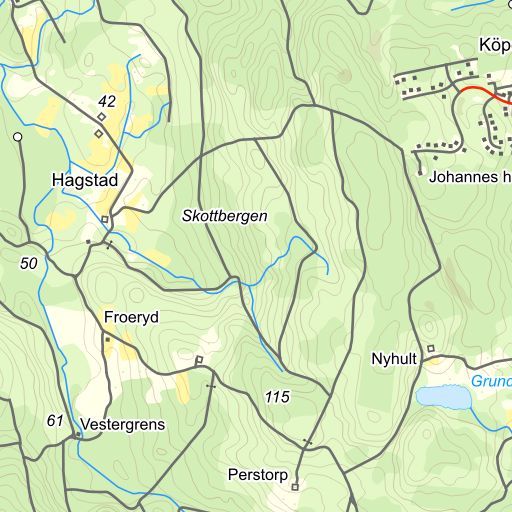 Köp
42
Johannes h
Hagstad
Skottbergen
50
Froeryd
Nyhult
Grund
115
61
Vestergrens
Perstorp